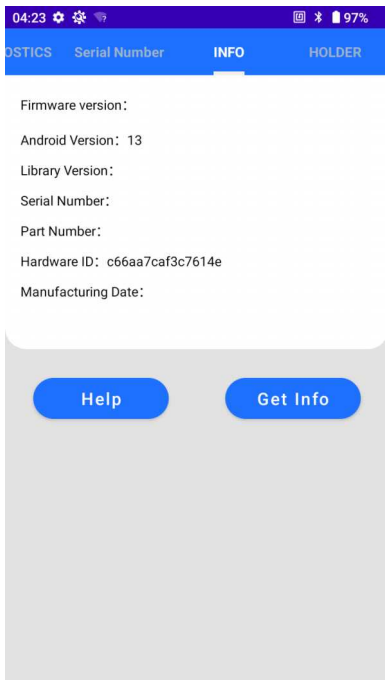 04:23 97%
OSTICS Serial Number INFO HOLDER
Firmware version：
Android Version：13
Library Version：
Serial Number：
Part Number：
Hardware ID：c66aa7caf3c7614e
Manufacturing Date：
Help Get Info